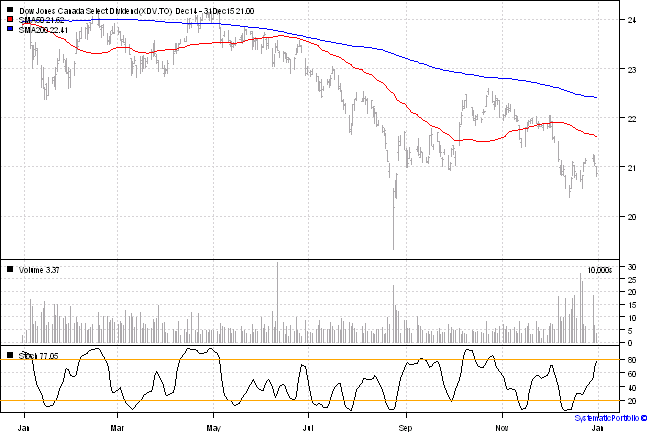 Dow Jones Canada Select Dividend(XDV.TO) Dec14 - 31Dec15 21.00
SMA50 21.62
SMA200 22.41
24
23
22
21
20
Volume 3.37
10,000s
30
25
20
15
10
5
0
Stoch 77.05
80
60
40
20
Jan Mar May Jul Sep Nov Jan
SystematicPortfolio ©